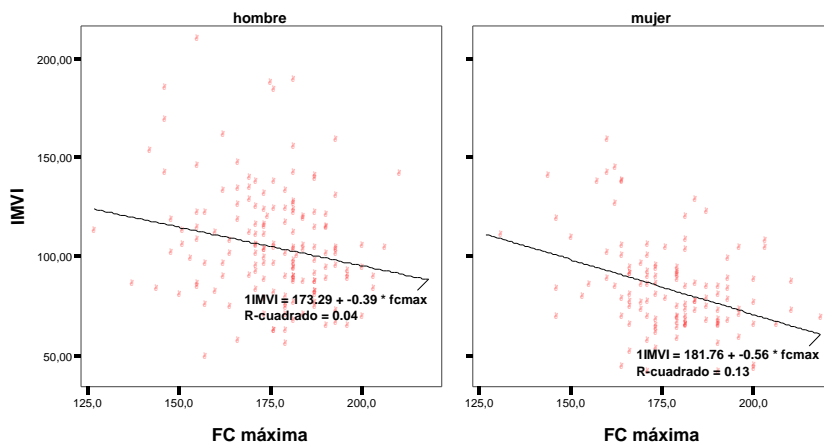 hombre
mujer
IMVI
200,00
150,00
100,00
50,00
1IMVI = 173.29 + -0.39 * fcmax
R-cuadrado = 0.04
1IMVI = 181.76 + -0.56 * fcmax
R-cuadrado = 0.13
125,0 150,0 175,0 200,0
125,0 150,0 175,0 200,0
FC máxima
FC máxima